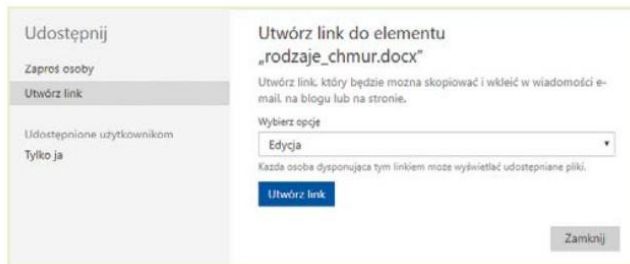 Udostępnij
Zaproś osoby
Utwórz link
Udostępnione użytkownikom
Tylko ja
Utwórz link do elementu
„rodzaje_chmur.docx"
Utwórz link, który będzie można skopiować i wkleić w wiadomości e-
mail, na blogu lub na stronie.
Wybierz opcję
Edycja
Każda osoba dysponująca tym linkiem może wyświetlać udostępniane pliki.
Utwórz link
Zamknij